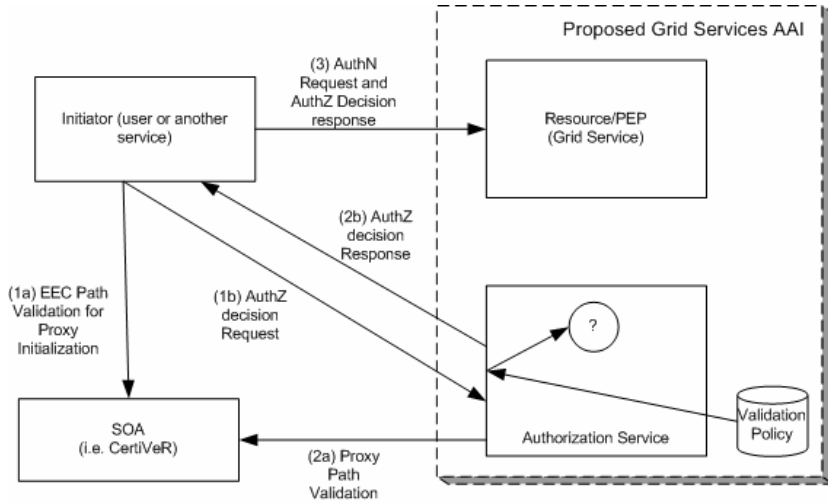 Proposed Grid Services AAI
(3) AuthN
Request and
AuthZ Decision
response
Initiator (user or another
service)
Resource/PEP
(Grid Service)
(2b) AuthZ
decision
Response
(1a) EEC Path
Validation for
Proxy
Initialization
(1b) AuthZ
decision
Request
?
SOA
(i.e. CertiVeR)
(2a) Proxy
Path
Validation
Authorization Service
Validation
Policy